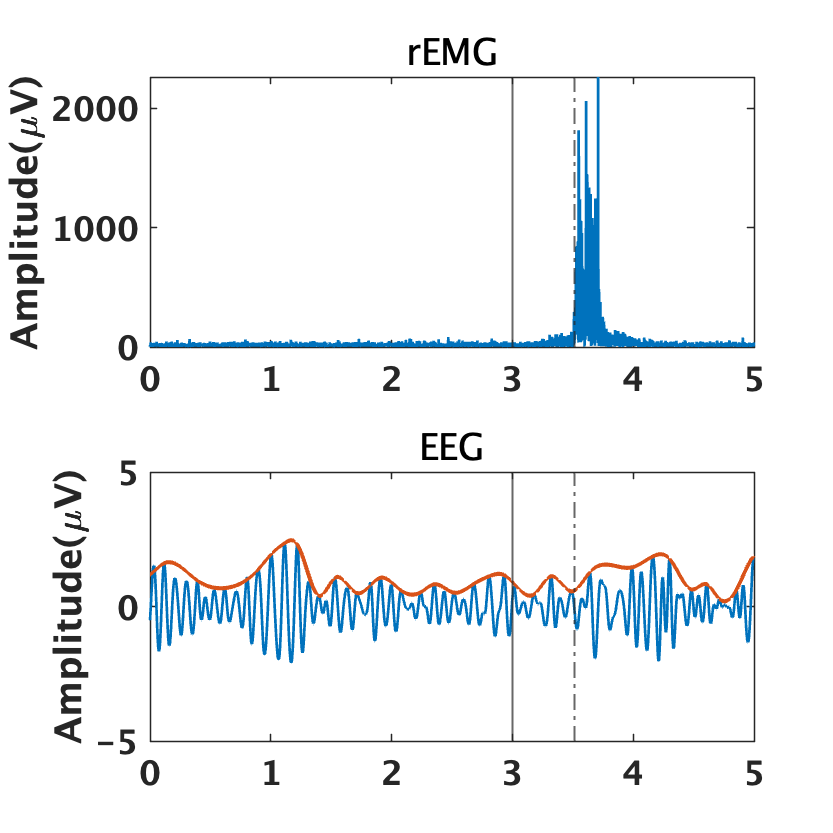 rEMG
Amplitude(μV)
2000
1000
0
0 1 2 3 4 5
EEG
Amplitude(μV)
5
0
−5
0 1 2 3 4 5